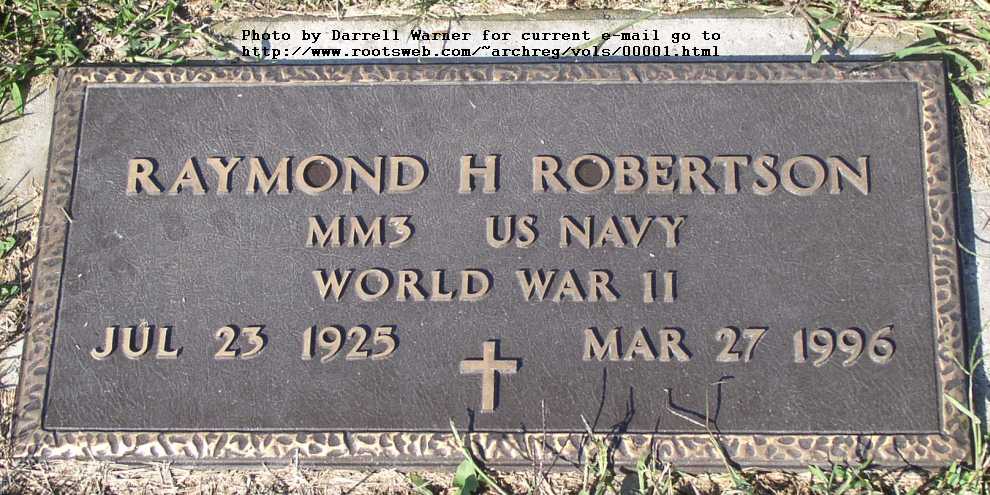 Photo by Darrell Warner for current e-mail go to
http://www.rootsweb.com/~archreg/vols/00001.html
RAYMOND H ROBERTSON
MM3 US NAVY
WORLD WAR II
JUL 23 1925 MAR 27 1996